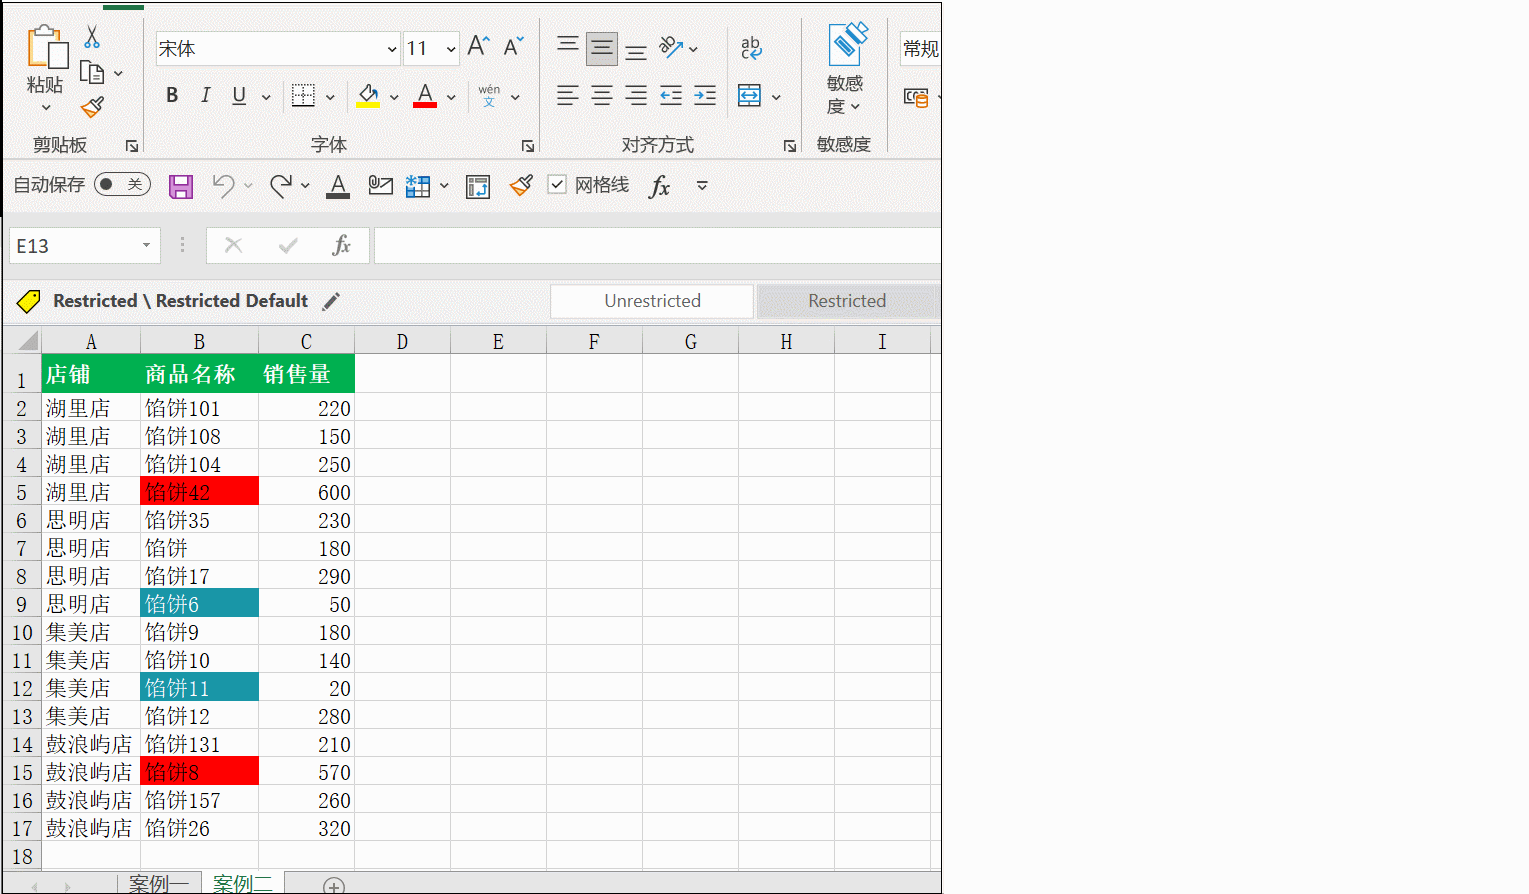 宋体 11 A A ab c 敏感度 常规
粘贴
B I U A wén 文
剪贴板 字体 对齐方式 敏感度
自动保存 关 A 网格线 fx
E13 fx
Restricted \ Restricted Default Unrestricted Restricted
A B C D E F G H I
1 店铺 商品名称 销售量
2 湖里店 馅饼101 220
3 湖里店 馅饼108 150
4 湖里店 馅饼104 250
5 湖里店 馅饼42 600
6 思明店 馅饼35 230
7 思明店 馅饼 180
8 思明店 馅饼17 290
9 思明店 馅饼6 50
10 集美店 馅饼9 180
11 集美店 馅饼10 140
12 集美店 馅饼11 20
13 集美店 馅饼12 280
14 鼓浪屿店 馅饼131 210
15 鼓浪屿店 馅饼8 570
16 鼓浪屿店 馅饼157 260
17 鼓浪屿店 馅饼26 320
18
案例一 案例二